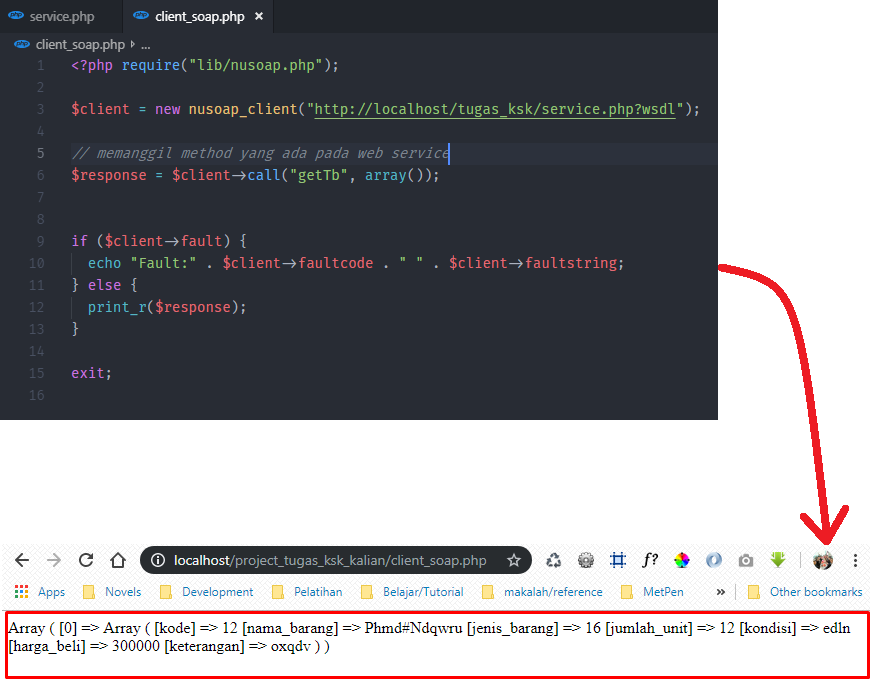 service.php client_soap.php ×
client_soap.php ...
1 <?php require("lib/nusoap.php");
2
3 $client = new nusoap_client("http://localhost/tugas_ksk/service.php?wsdl");
4
5 // memanggil method yang ada pada web service
6 $response = $client->call("getTb", array());
7
8
9 if ($client->fault) {
10 echo "Fault:" . $client->faultcode . " " . $client->faultstring;
11 } else {
12 print_r($response);
13 }
14
15 exit;
16
localhost/project_tugas_ksk_kalian/client_soap.php f?
Apps Novels Development Pelatihan Belajar/Tutorial makalah/reference MetPen » Other bookmarks
Array ( [0] => Array ( [kode] => 12 [nama_barang] => Phmd#Ndqwru [jenis_barang] => 16 [jumlah_unit] => 12 [kondisi] => edln
[harga_beli] => 300000 [keterangan] => oxqdv ) )